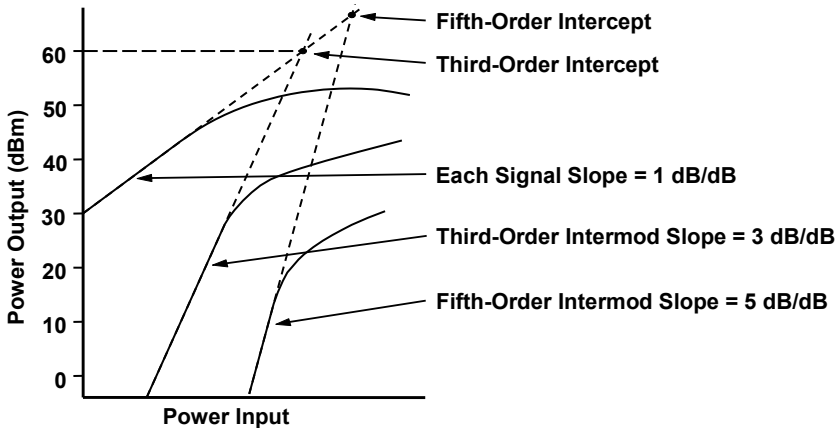 Fifth-Order Intercept
60
Third-Order Intercept
50
40
Each Signal Slope = 1 dB/dB
30
Third-Order Intermod Slope = 3 dB/dB
20
Fifth-Order Intermod Slope = 5 dB/dB
10
0
Power Output (dBm)
Power Input